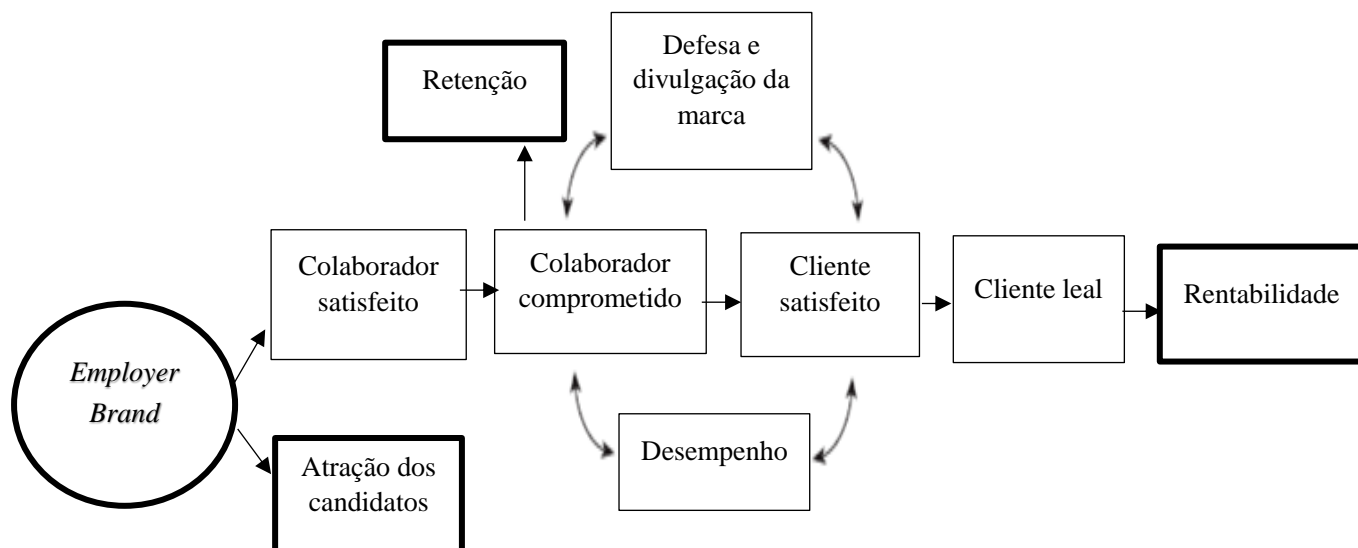 Defesa e
divulgação da
marca
Retenção
Colaborador
satisfeito
Colaborador
comprometido
Cliente
satisfeito
Cliente leal
Rentabilidade
Employer
Brand
Desempenho
Atração dos
candidatos